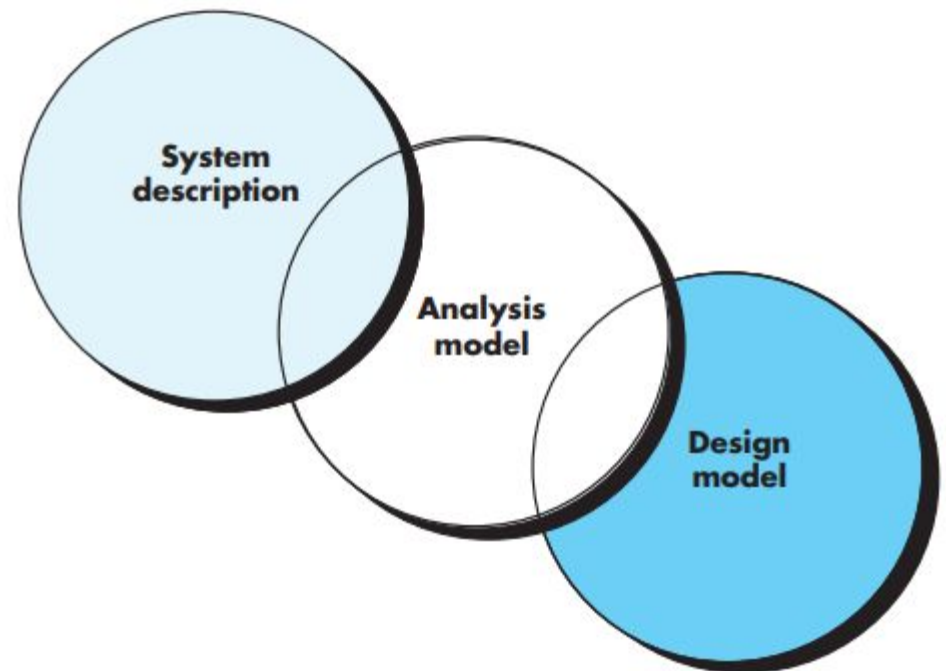 System
description
Analysis
model
Design
model